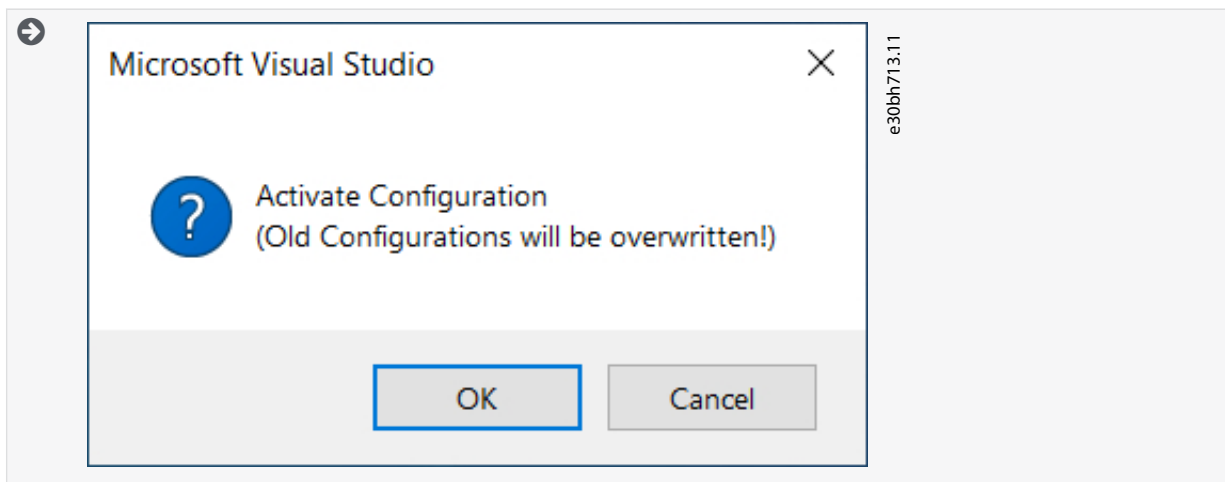 Microsoft Visual Studio
Activate Configuration
(Old Configurations will be overwritten!)
OK
Cancel
e30bh713.11